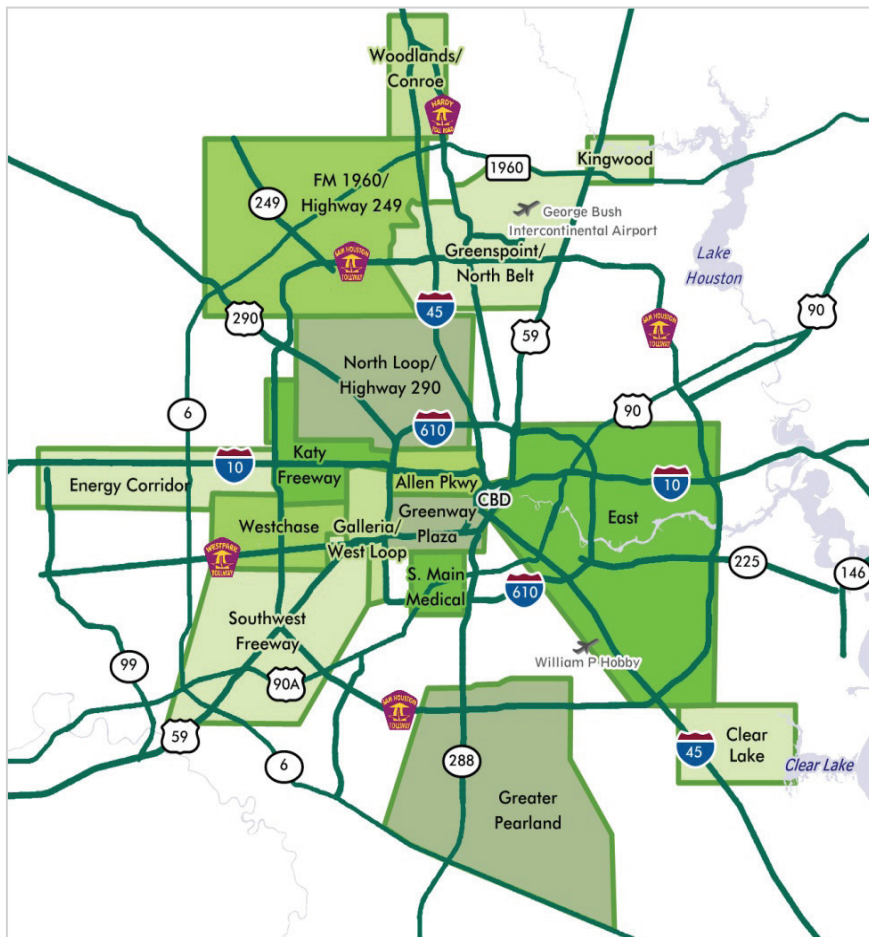 Woodlands/
Conroe
HARDY
TOLL ROAD
Kingwood
1960
FM 1960/
Highway 249
249
George Bush
Intercontinental Airport
SAM HOUSTON
TOLLWAY
Greenspoint/
North Belt
Lake
Houston
290
45
59
SAM HOUSTON
TOLLWAY
90
North Loop/
Highway 290
6
90
610
Katy
Freeway
10
Energy Corridor
Allen Pkwy
10
CBD
Greenway
Plaza
East
Westchase
Galleria/
West Loop
WESTPARK
TOLLWAY
225
146
S. Main
Medical
610
Southwest
Freeway
William P Hobby
99
90A
SAM HOUSTON
TOLLWAY
59
6
288
45
Clear
Lake
Clear Lake
Greater
Pearland